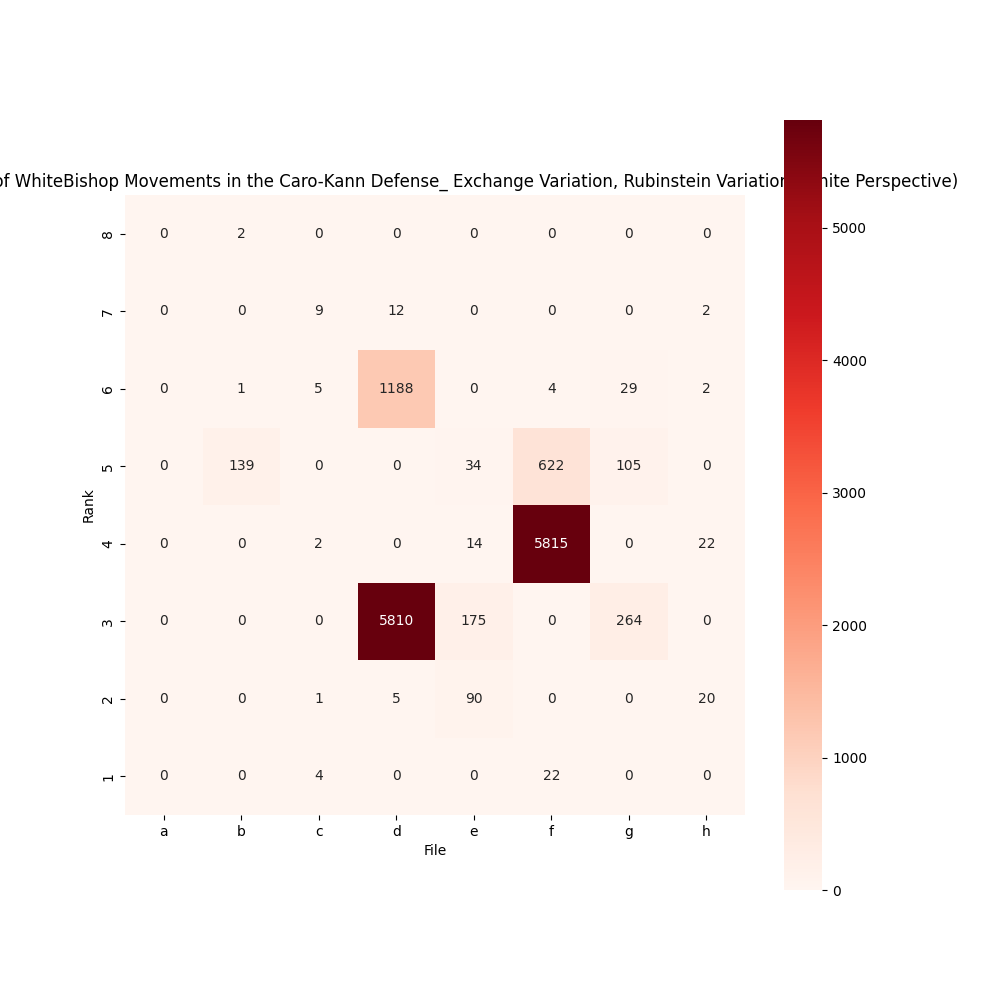 of WhiteBishop Movements in the Caro-Kann Defense_ Exchange Variation, Rubinstein Variation
Perspective)
8 0 2 0 0 0 0 0 0
7 0 0 9 12 0 0 0 2
6 0 1 5 1188 0 4 29 2
5 0 139 0 0 34 622 105 0
4 0 0 2 0 14 5815 0 22
3 0 0 0 5810 175 0 264 0
2 0 0 1 5 90 0 0 20
1 0 0 4 0 0 22 0 0
a b c d e f g h
File
Rank
5000
4000
3000
2000
1000
0